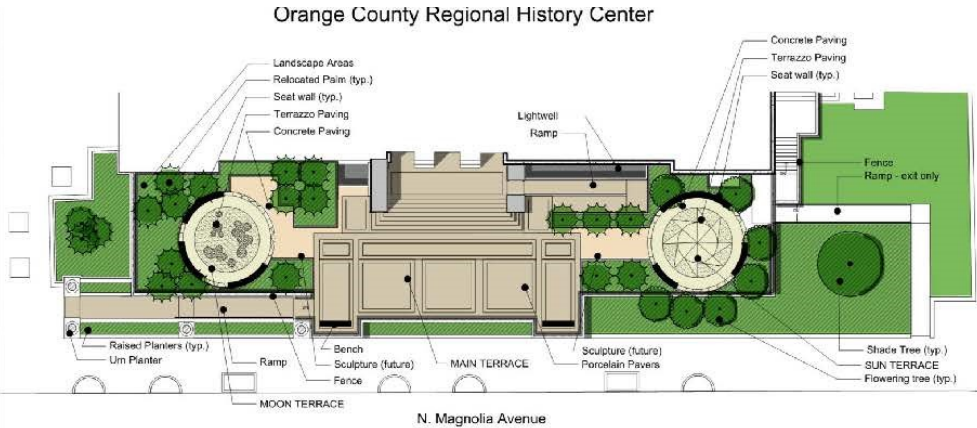 Orange County Regional History Center
Landscape Areas
Relocated Palm (typ.)
Seat wall (typ.)
Terrazzo Paving
Concrete Paving
Lightwell
Ramp
Concrete Paving
Terrazzo Paving
Seat wall (typ.)
Fence
Ramp - exit only
Raised Planters (typ.)
Urn Planter
Ramp
MOON TERRACE
Bench
Sculpture (future)
Fence
MAIN TERRACE
Sculpture (future)
Porcelain Pavers
Shade Tree (typ.)
SUN TERRACE
Flowering tree (typ.)
N. Magnolia Avenue